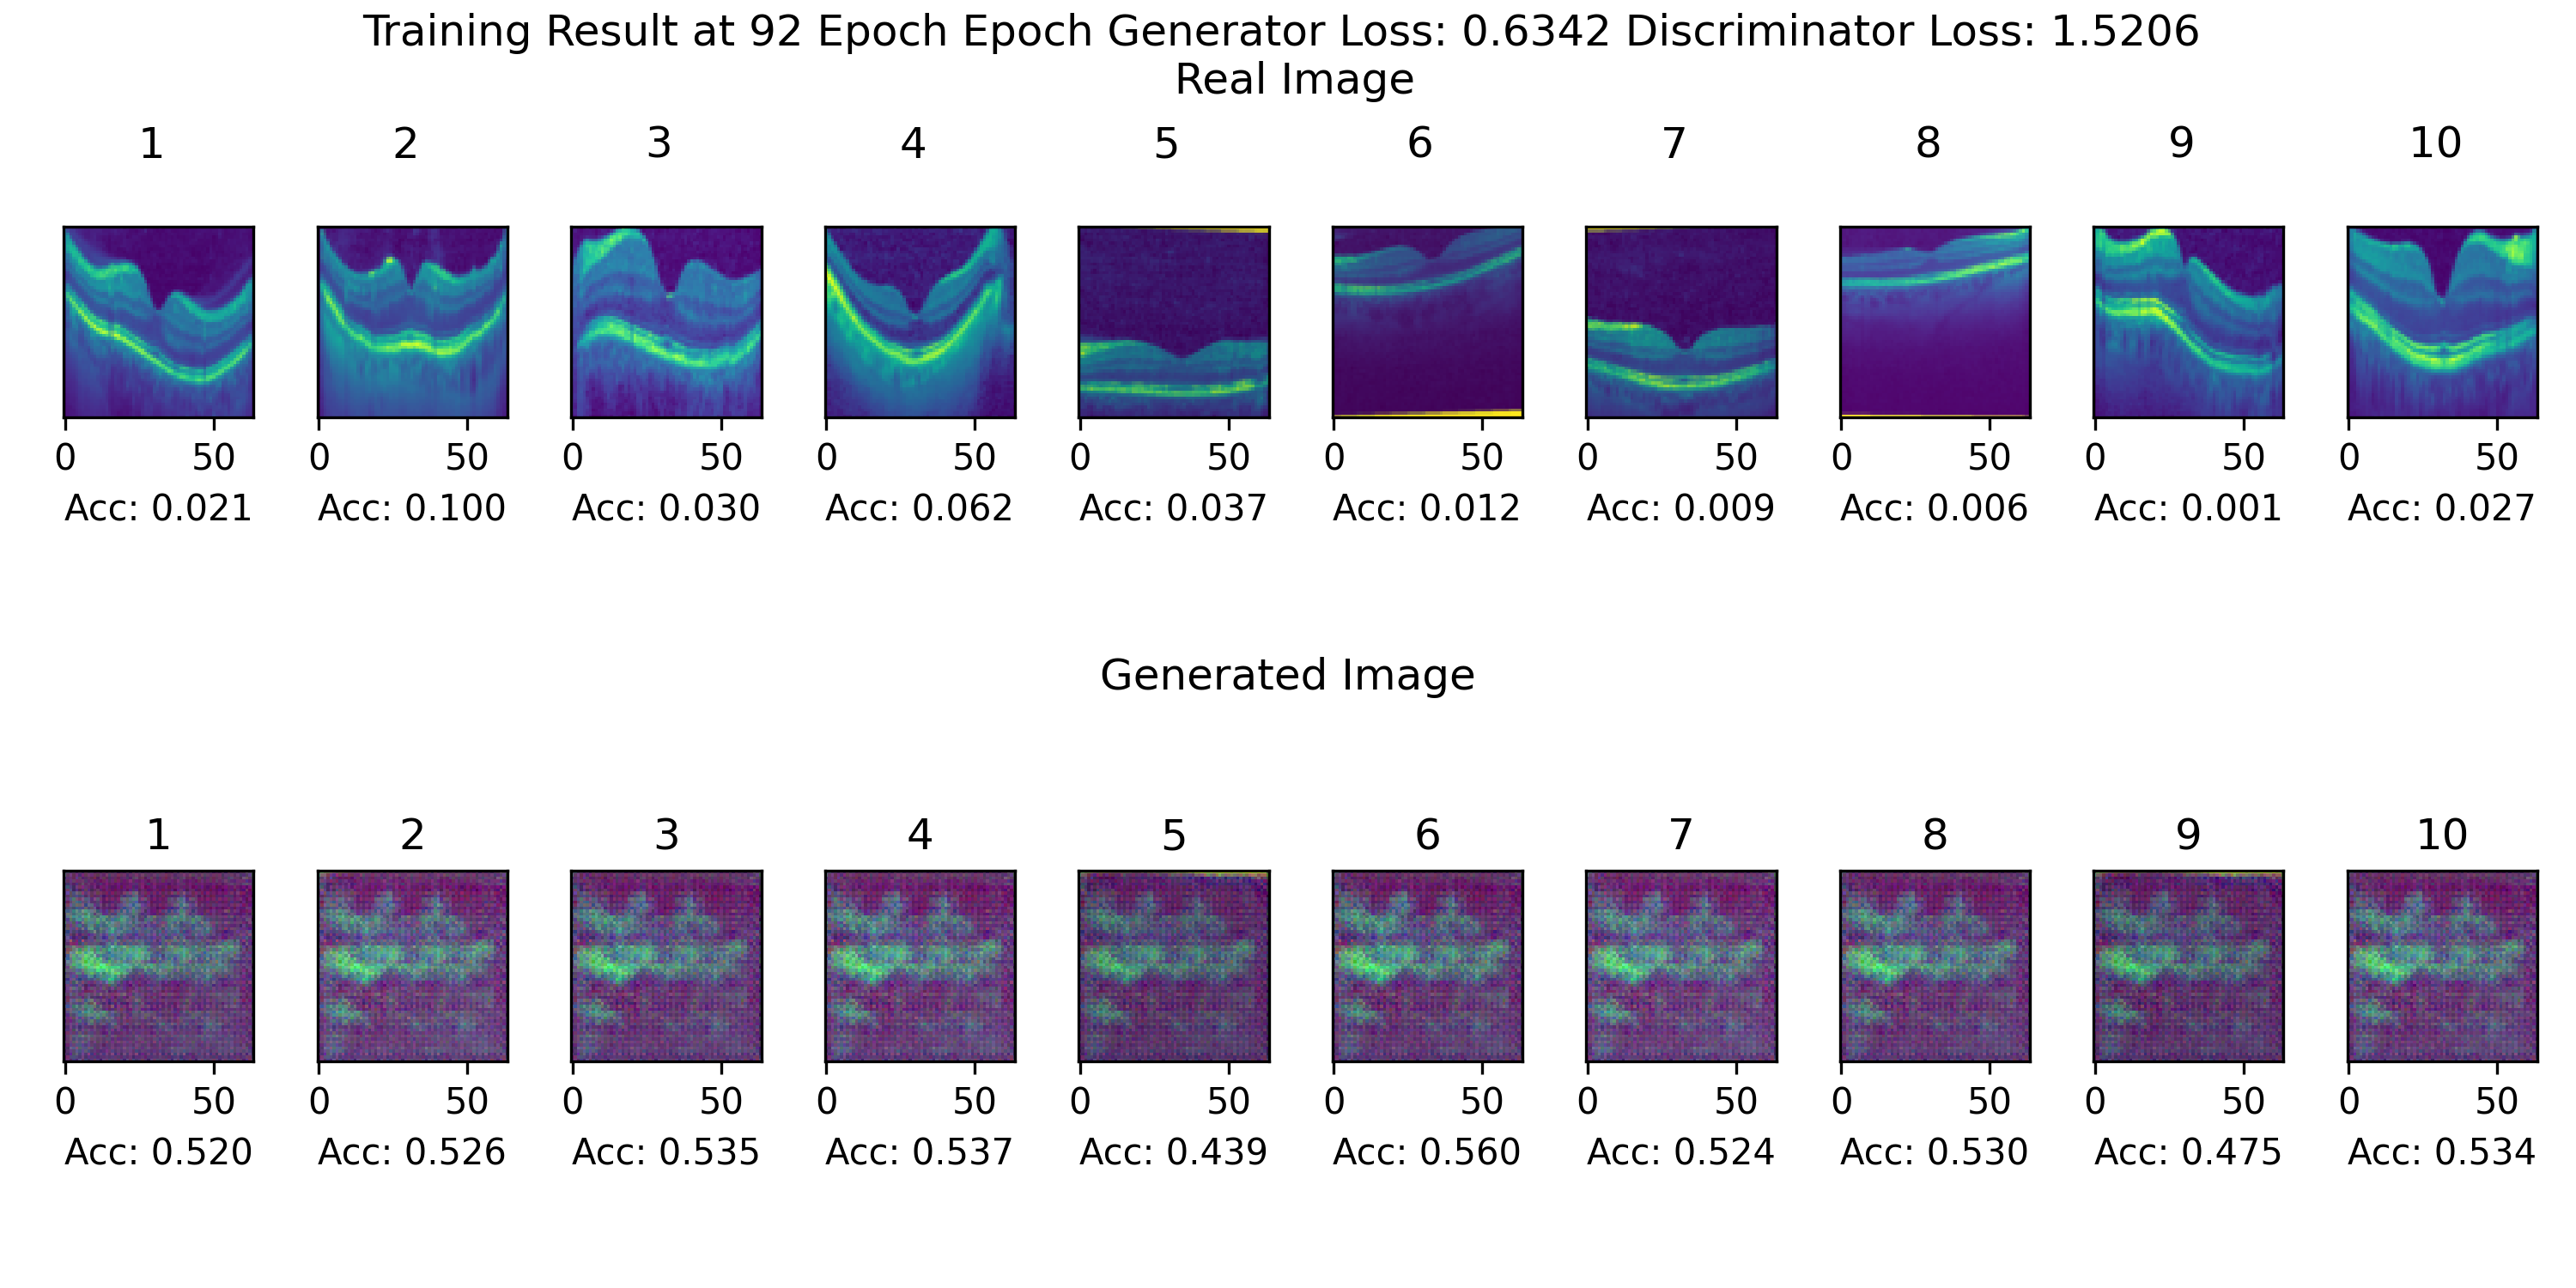 Training Result at 92 Epoch Epoch Generator Loss: 0.6342 Discriminator Loss: 1.5206
Real Image
1 2 3 4 5 6 7 8 9 10
0 50 0 50 0 50 0 50 0 50 0 50 0 50 0 50 0 50 0 50
Acc: 0.021 Acc: 0.100 Acc: 0.030 Acc: 0.062 Acc: 0.037 Acc: 0.012 Acc: 0.009 Acc: 0.006 Acc: 0.001 Acc: 0.027
Generated Image
1 2 3 4 5 6 7 8 9 10
0 50 0 50 0 50 0 50 0 50 0 50 0 50 0 50 0 50 0 50
Acc: 0.520 Acc: 0.526 Acc: 0.535 Acc: 0.537 Acc: 0.439 Acc: 0.560 Acc: 0.524 Acc: 0.530 Acc: 0.475 Acc: 0.534